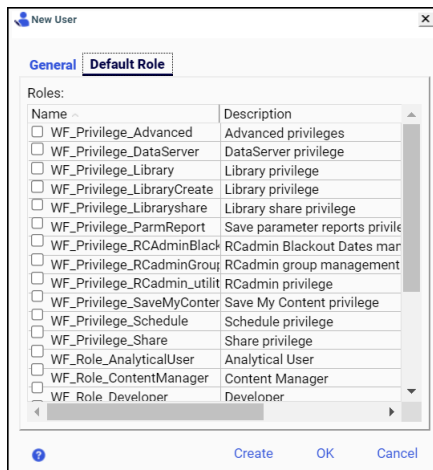 New User
General Default Role
Roles:
Name Description
WF_Privilege_Advanced Advanced privileges
WF_Privilege_DataServer DataServer privilege
WF_Privilege_Library Library privilege
WF_Privilege_LibraryCreate Library privilege
WF_Privilege_Libraryshare Library share privilege
WF_Privilege_ParmReport Save parameter reports privile
WF_Privilege_RCAdminBlack RCadmin Blackout Dates mar
WF_Privilege_RCadminGroup RCadmin group management
WF_Privilege_RCadmin_utilit RCadmin privilege
WF_Privilege_SaveMyConter Save My Content privilege
WF_Privilege_Schedule Schedule privilege
WF_Privilege_Share Share privilege
WF_Role_AnalyticalUser Analytical User
WF_Role_ContentManager Content Manager
WF_Role_Developer Developer
Create OK Cancel